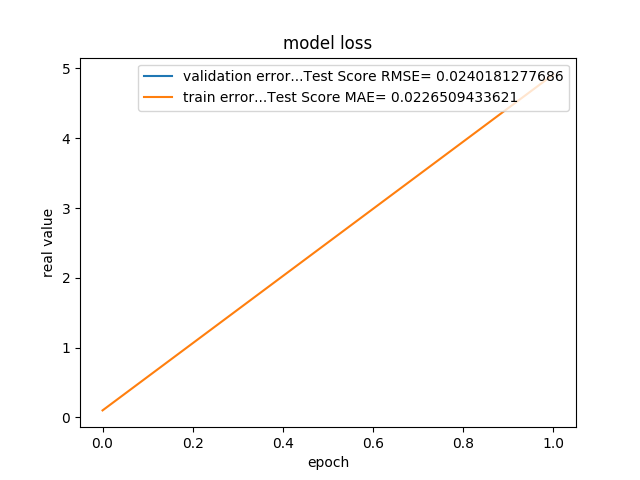 model loss
validation error...Test Score RMSE= 0.0240181277686
train error...Test Score MAE= 0.0226509433621
5
4
3
2
1
0
real value
0.0 0.2 0.4 0.6 0.8 1.0
epoch